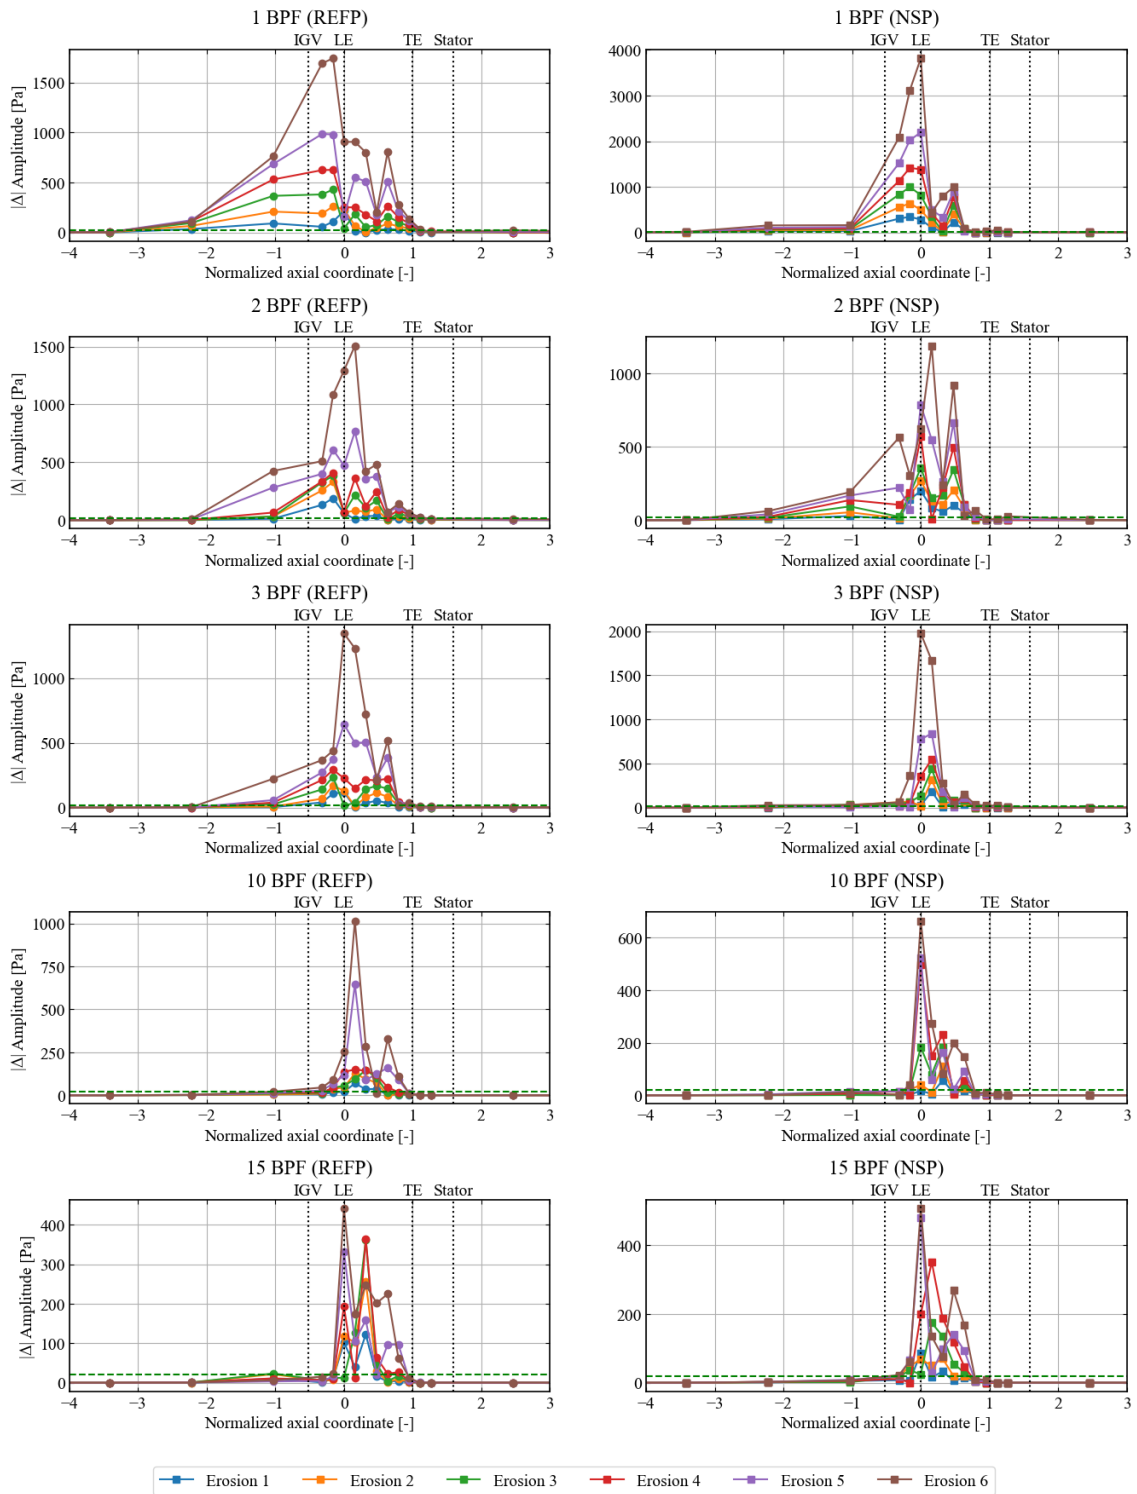 1 BPF (REFP)
IGV LE TE Stator
|Δ| Amplitude [Pa]
1500
1000
500
0
−4 −3 −2 −1 0 1 2 3
Normalized axial coordinate [-]
1 BPF (NSP)
IGV LE TE Stator
4000
3000
2000
1000
0
−4 −3 −2 −1 0 1 2 3
Normalized axial coordinate [-]
2 BPF (REFP)
IGV LE TE Stator
|Δ| Amplitude [Pa]
1500
1000
500
0
−4 −3 −2 −1 0 1 2 3
Normalized axial coordinate [-]
2 BPF (NSP)
IGV LE TE Stator
1000
500
0
−4 −3 −2 −1 0 1 2 3
Normalized axial coordinate [-]
3 BPF (REFP)
IGV LE TE Stator
|Δ| Amplitude [Pa]
1000
500
0
−4 −3 −2 −1 0 1 2 3
Normalized axial coordinate [-]
3 BPF (NSP)
IGV LE TE Stator
2000
1500
1000
500
0
−4 −3 −2 −1 0 1 2 3
Normalized axial coordinate [-]
10 BPF (REFP)
IGV LE TE Stator
|Δ| Amplitude [Pa]
1000
750
500
250
0
−4 −3 −2 −1 0 1 2 3
Normalized axial coordinate [-]
10 BPF (NSP)
IGV LE TE Stator
600
400
200
0
−4 −3 −2 −1 0 1 2 3
Normalized axial coordinate [-]
15 BPF (REFP)
IGV LE TE Stator
|Δ| Amplitude [Pa]
400
300
200
100
0
−4 −3 −2 −1 0 1 2 3
Normalized axial coordinate [-]
15 BPF (NSP)
IGV LE TE Stator
400
200
0
−4 −3 −2 −1 0 1 2 3
Normalized axial coordinate [-]
Erosion 1 Erosion 2 Erosion 3 Erosion 4 Erosion 5 Erosion 6